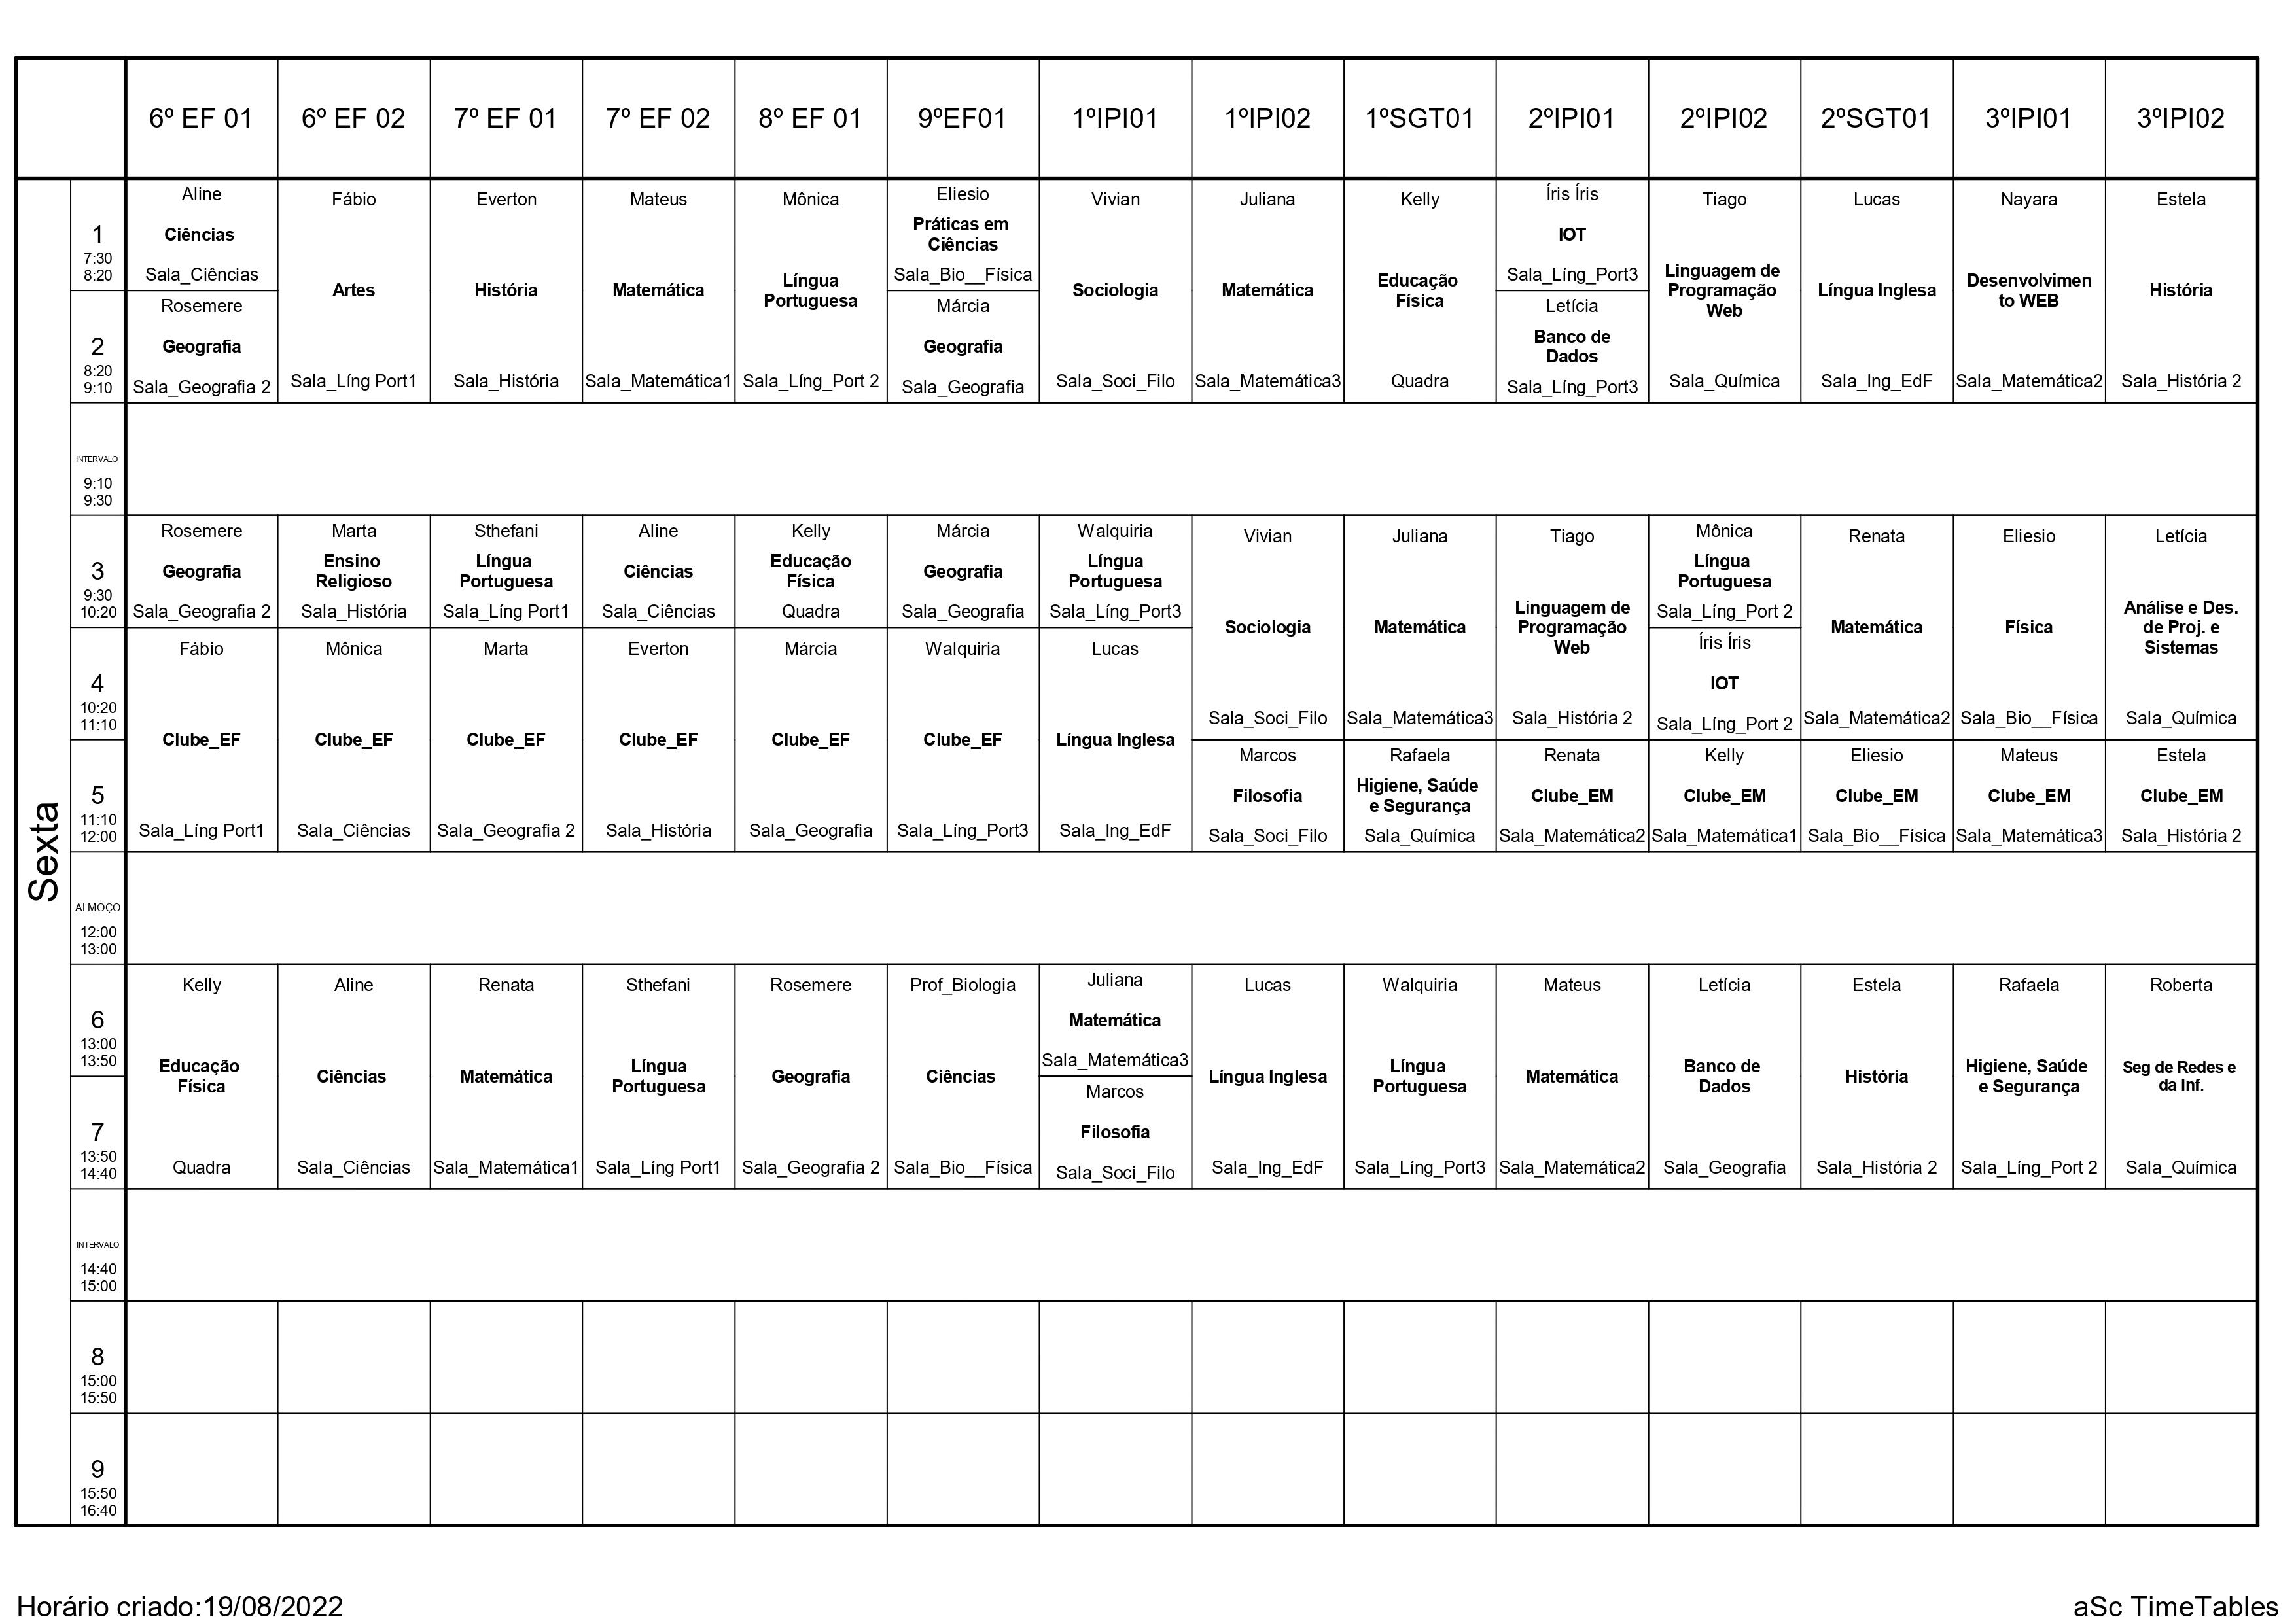 6º EF 01 6º EF 02 7º EF 01 7º EF 02 8º EF 01 9ºEF01 1ºIPI01 1ºIPI02 1ºSGT01 2ºIPI01 2ºIPI02 2ºSGT01 3ºIPI01 3ºIPI02
Sexta
1
7:30
8:20
2
8:20
9:10
Aline
Ciências
Sala_Ciências
Rosemere
Geografia
Sala_Geografia 2
Fábio
Artes
Sala_Líng Port1
Everton
História
Sala_História
Mateus
Matemática
Sala_Matemática1
Mônica
Língua
Portuguesa
Sala_Líng_Port 2
Eliesio
Práticas em
Ciências
Sala_Bio__Física
Márcia
Geografia
Sala_Geografia
Vivian
Sociologia
Sala_Soci_Filo
Juliana
Matemática
Sala_Matemática3
Kelly
Educação
Física
Quadra
Íris Íris
IOT
Sala_Líng_Port3
Letícia
Banco de
Dados
Sala_Líng_Port3
Tiago
Linguagem de
Programação
Web
Sala_Química
Lucas
Língua Inglesa
Sala_Ing_EdF
Nayara
Desenvolvimen
to WEB
Sala_Matemática2
Estela
História
Sala_História 2
INTERVALO
9:10
9:30
3
9:30
10:20
4
10:20
11:10
5
11:10
12:00
Rosemere
Geografia
Sala_Geografia 2
Fábio
Clube_EF
Sala_Líng Port1
Marta
Ensino
Religioso
Sala_História
Mônica
Clube_EF
Sala_Ciências
Sthefani
Língua
Portuguesa
Sala_Líng Port1
Marta
Clube_EF
Sala_Geografia 2
Aline
Ciências
Sala_Ciências
Everton
Clube_EF
Sala_História
Kelly
Educação
Física
Quadra
Márcia
Clube_EF
Sala_Geografia
Márcia
Geografia
Sala_Geografia
Walquiria
Clube_EF
Sala_Líng_Port3
Walquiria
Língua
Portuguesa
Sala_Líng_Port3
Lucas
Língua Inglesa
Sala_Ing_EdF
Vivian
Sociologia
Sala_Soci_Filo
Marcos
Filosofia
Sala_Soci_Filo
Juliana
Matemática
Sala_Matemática3
Rafaela
Higiene, Saúde
e Segurança
Sala_Química
Tiago
Linguagem de
Programação
Web
Sala_História 2
Renata
Clube_EM
Sala_Matemática2
Mônica
Língua
Portuguesa
Sala_Líng_Port 2
Íris Íris
IOT
Sala_Líng_Port 2
Kelly
Clube_EM
Sala_Matemática1
Renata
Matemática
Sala_Matemática2
Eliesio
Clube_EM
Sala_Bio__Física
Eliesio
Física
Sala_Bio__Física
Mateus
Clube_EM
Sala_Matemática3
Letícia
Análise e Des.
de Proj. e
Sistemas
Sala_Química
Estela
Clube_EM
Sala_História 2
ALMOÇO
12:00
13:00
6
13:00
13:50
7
13:50
14:40
Kelly
Educação
Física
Quadra
Aline
Ciências
Sala_Ciências
Renata
Matemática
Sala_Matemática1
Sthefani
Língua
Portuguesa
Sala_Líng Port1
Rosemere
Geografia
Sala_Geografia 2
Prof_Biologia
Ciências
Sala_Bio__Física
Juliana
Matemática
Sala_Matemática3
Marcos
Filosofia
Sala_Soci_Filo
Lucas
Língua Inglesa
Sala_Ing_EdF
Walquiria
Língua
Portuguesa
Sala_Líng_Port3
Mateus
Matemática
Sala_Matemática2
Letícia
Banco de
Dados
Sala_Geografia
Estela
História
Sala_História 2
Rafaela
Higiene, Saúde
e Segurança
Sala_Líng_Port 2
Roberta
Seg de Redes e
da Inf.
Sala_Química
INTERVALO
14:40
15:00
8
15:00
15:50
9
15:50
16:40
Horário criado:19/08/2022
aSc TimeTables